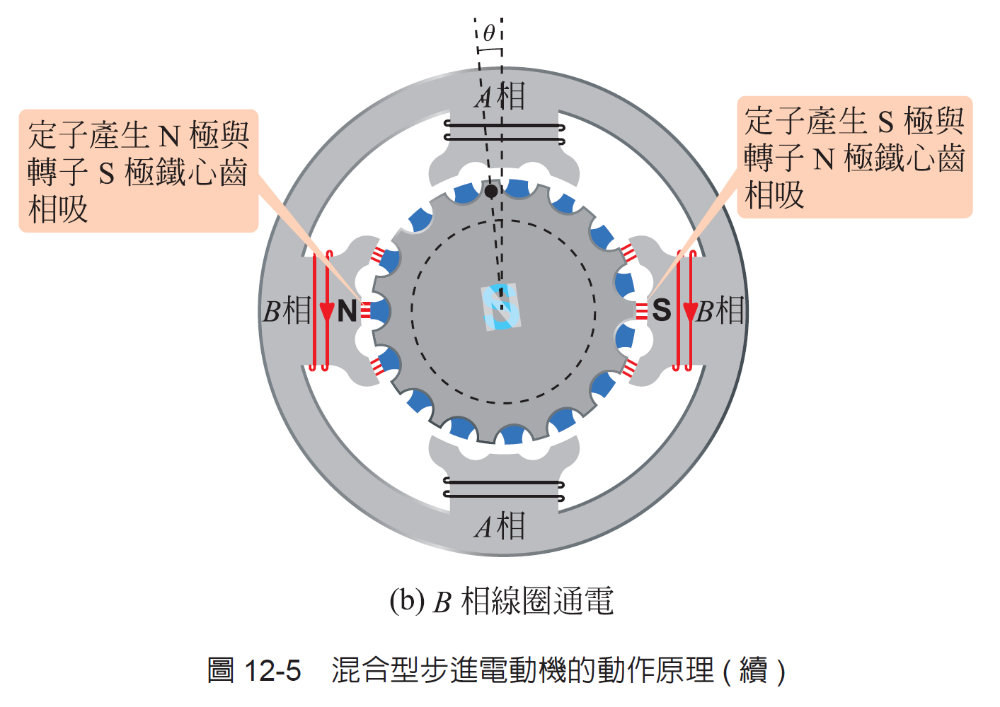 θ
A相
定子產生 N 極與
轉子 S 極鐵心齒
相吸
定子產生 S 極與
轉子 N 極鐵心齒
相吸
B相
N
N
S
B相
A相
(b) B 相線圈通電
圖 12-5 混合型步進電動機的動作原理 ( 續 )